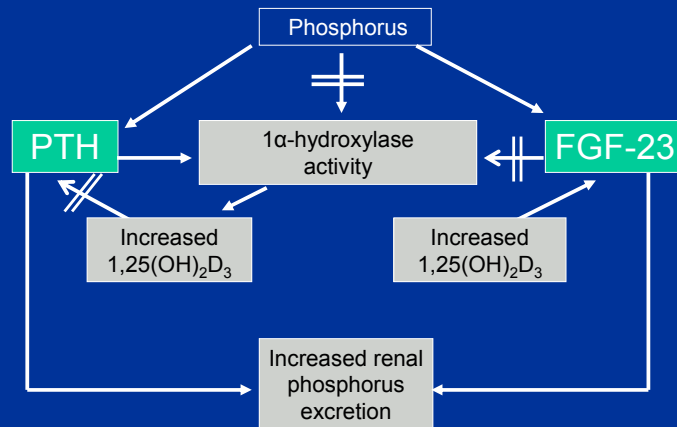 Phosphorus
PTH
1α-hydroxylase
activity
FGF-23
Increased
1,25(OH)₂D₃
Increased
1,25(OH)₂D₃
Increased renal
phosphorus
excretion